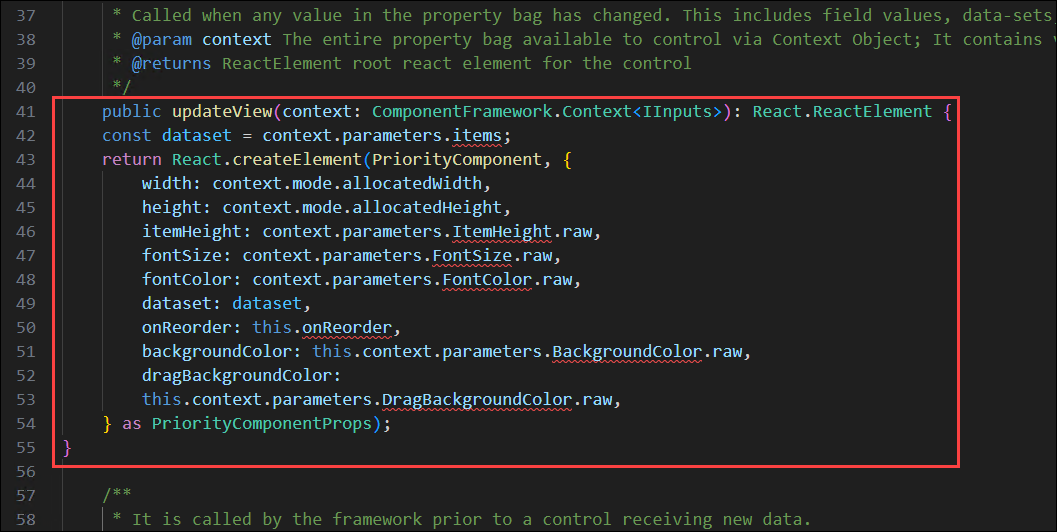 37 * Called when any value in the property bag has changed. This includes field values, data-sets,
38 * @param context The entire property bag available to control via Context Object; It contains
39 * @returns ReactElement root react element for the control
40 */
41 public updateView(context: ComponentFramework.Context<IInputs>): React.ReactElement {
42 const dataset = context.parameters.items;
43 return React.createElement(PriorityComponent, {
44 width: context.mode.allocatedWidth,
45 height: context.mode.allocatedHeight,
46 itemHeight: context.parameters.ItemHeight.raw,
47 fontSize: context.parameters.FontSize.raw,
48 fontColor: context.parameters.FontColor.raw,
49 dataset: dataset,
50 onReorder: this.onReorder,
51 backgroundColor: this.context.parameters.BackgroundColor.raw,
52 dragBackgroundColor:
53 this.context.parameters.DragBackgroundColor.raw,
54 } as PriorityComponentProps);
55 }
56
57 /**
58 * It is called by the framework prior to a control receiving new data.